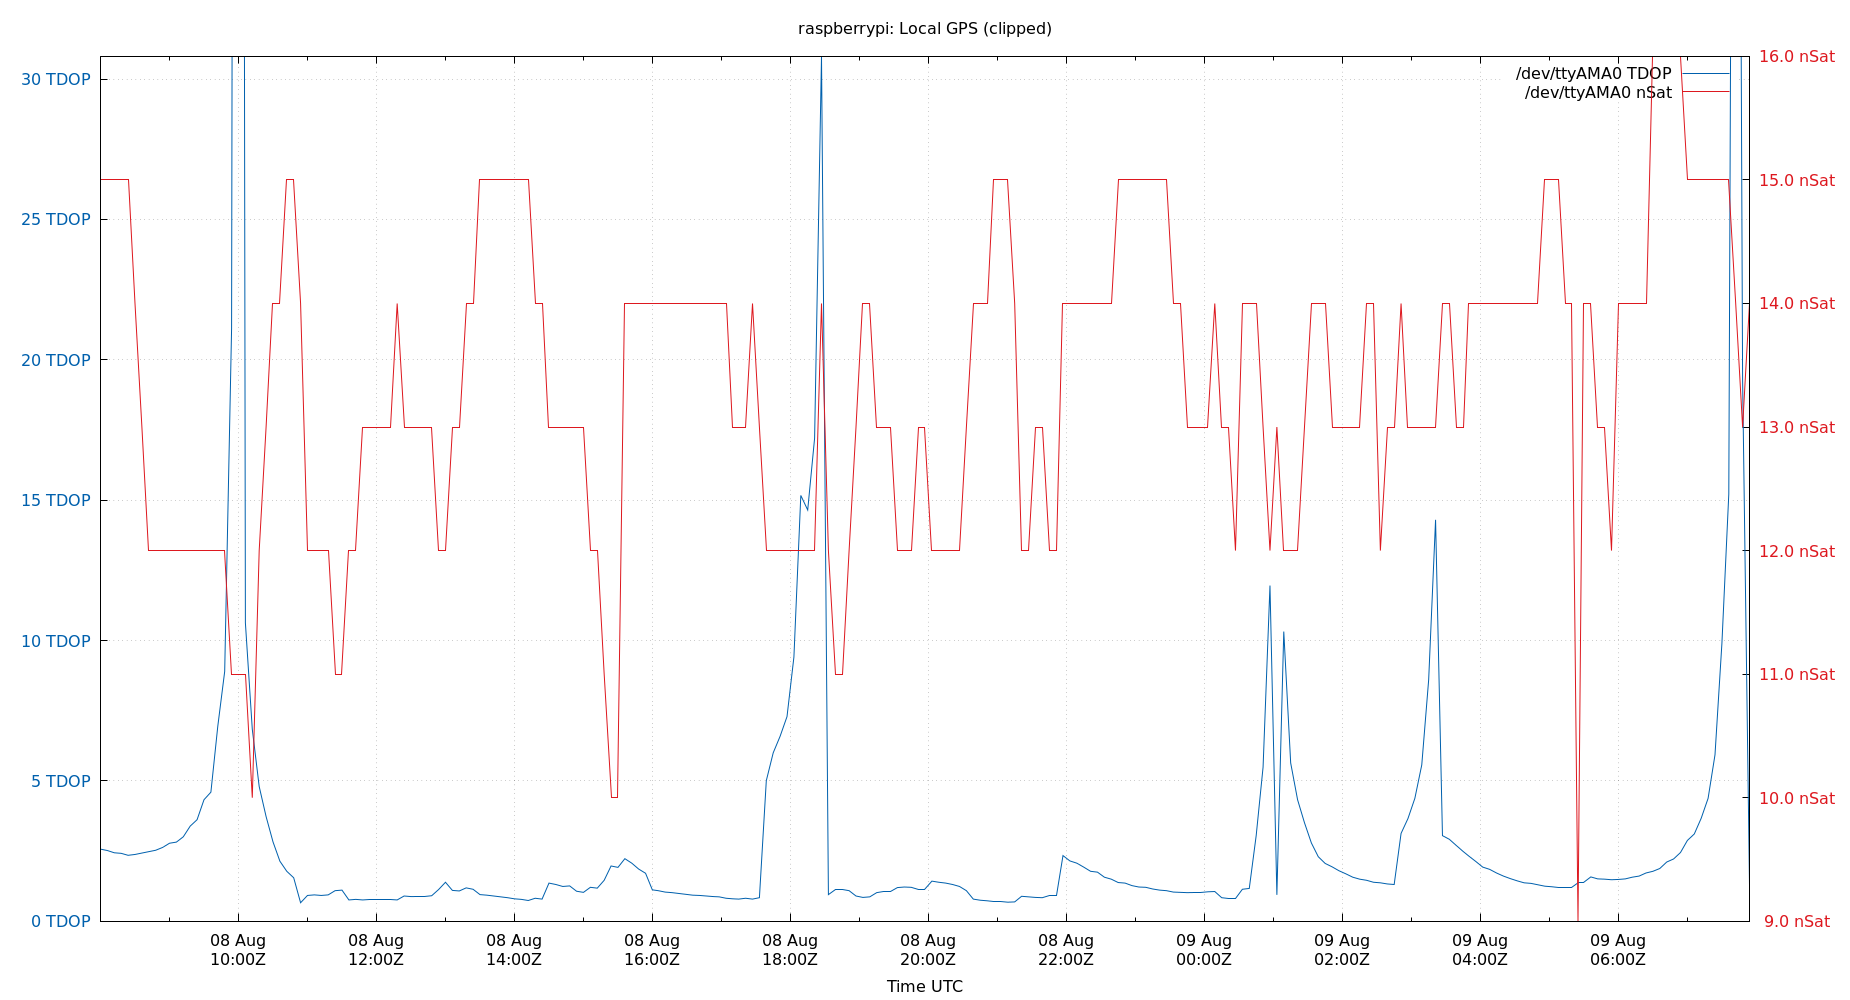 raspberrypi: Local GPS (clipped)
/dev/ttyAMA0 TDOP
/dev/ttyAMA0 nSat
30 TDOP
25 TDOP
20 TDOP
15 TDOP
10 TDOP
5 TDOP
0 TDOP
16.0 nSat
15.0 nSat
14.0 nSat
13.0 nSat
12.0 nSat
11.0 nSat
10.0 nSat
9.0 nSat
08 Aug
10:00Z
08 Aug
12:00Z
08 Aug
14:00Z
08 Aug
16:00Z
08 Aug
18:00Z
08 Aug
20:00Z
08 Aug
22:00Z
09 Aug
00:00Z
09 Aug
02:00Z
09 Aug
04:00Z
09 Aug
06:00Z
Time UTC